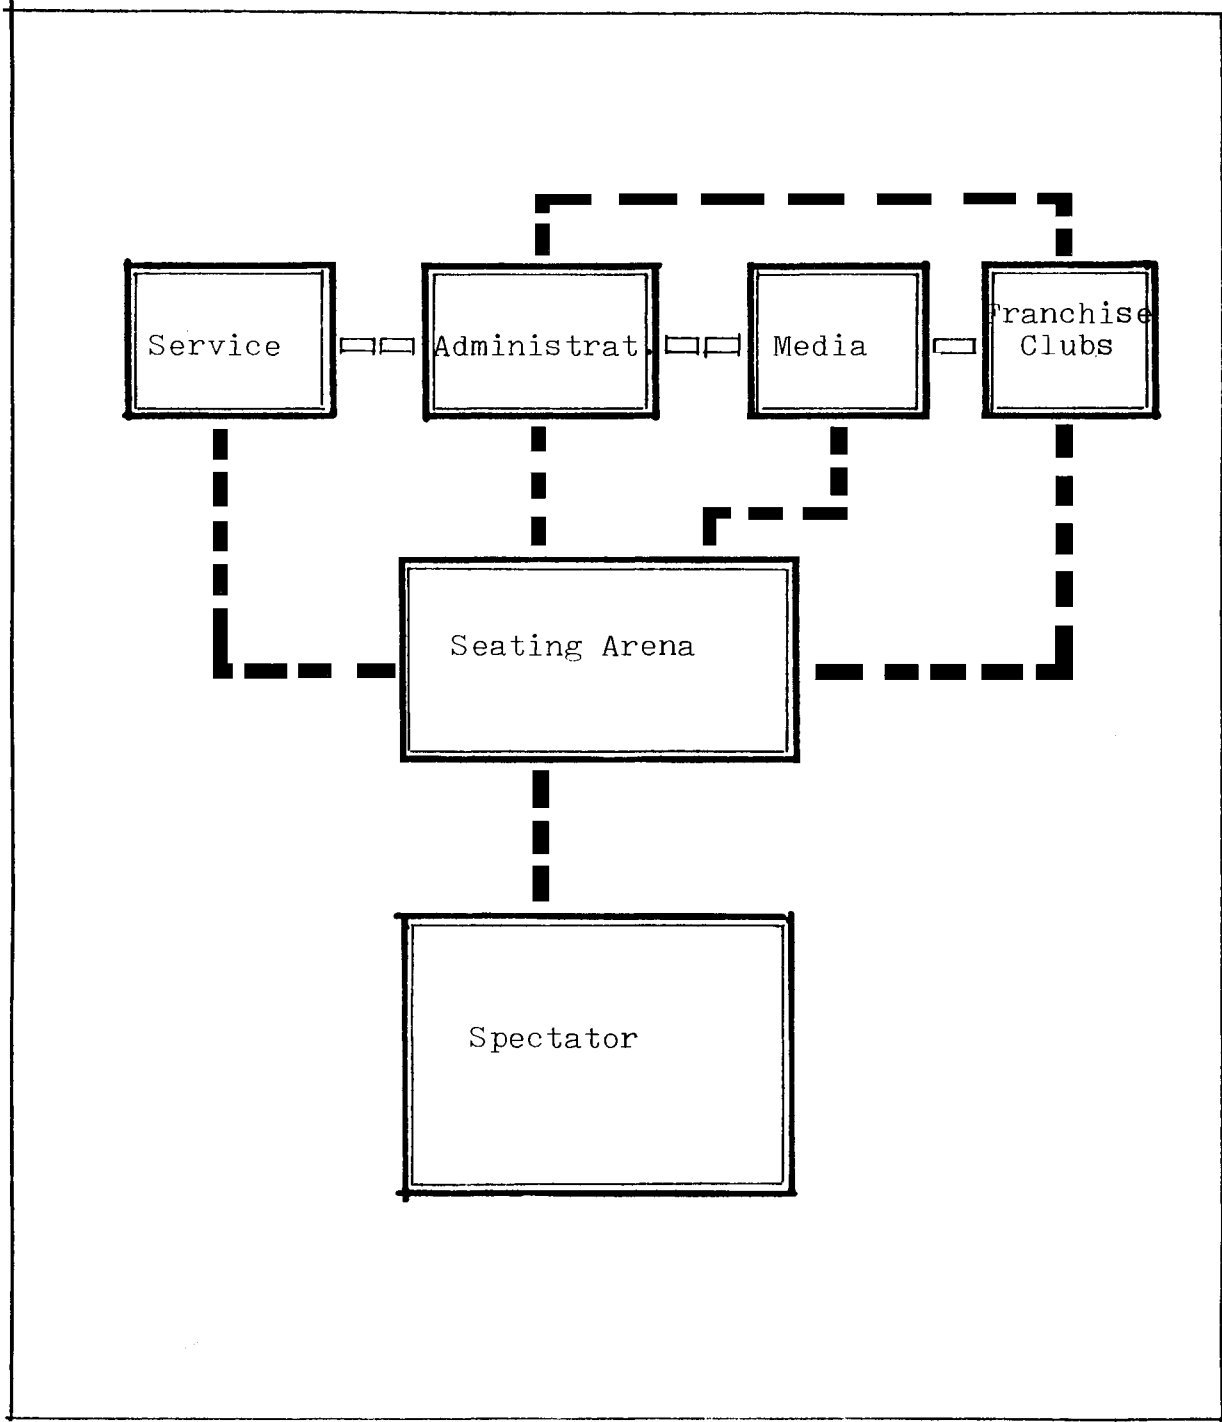 Service
Administrat.
Media
Franchise
Clubs
Seating Arena
Spectator